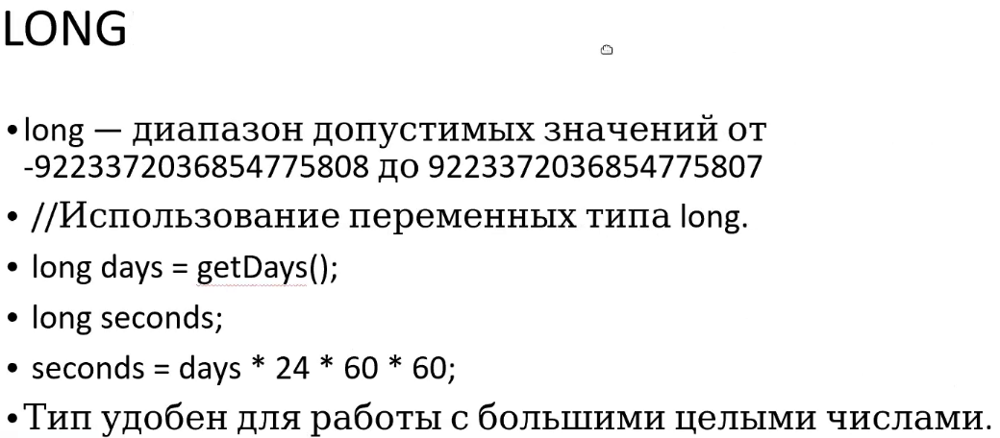 LONG
• long — диапазон допустимых значений от
-9223372036854775808 до 9223372036854775807
• //Использование переменных типа long.
• long days = getDays();
• long seconds;
• seconds = days * 24 * 60 * 60;
• Тип удобен для работы с большими целыми числами.